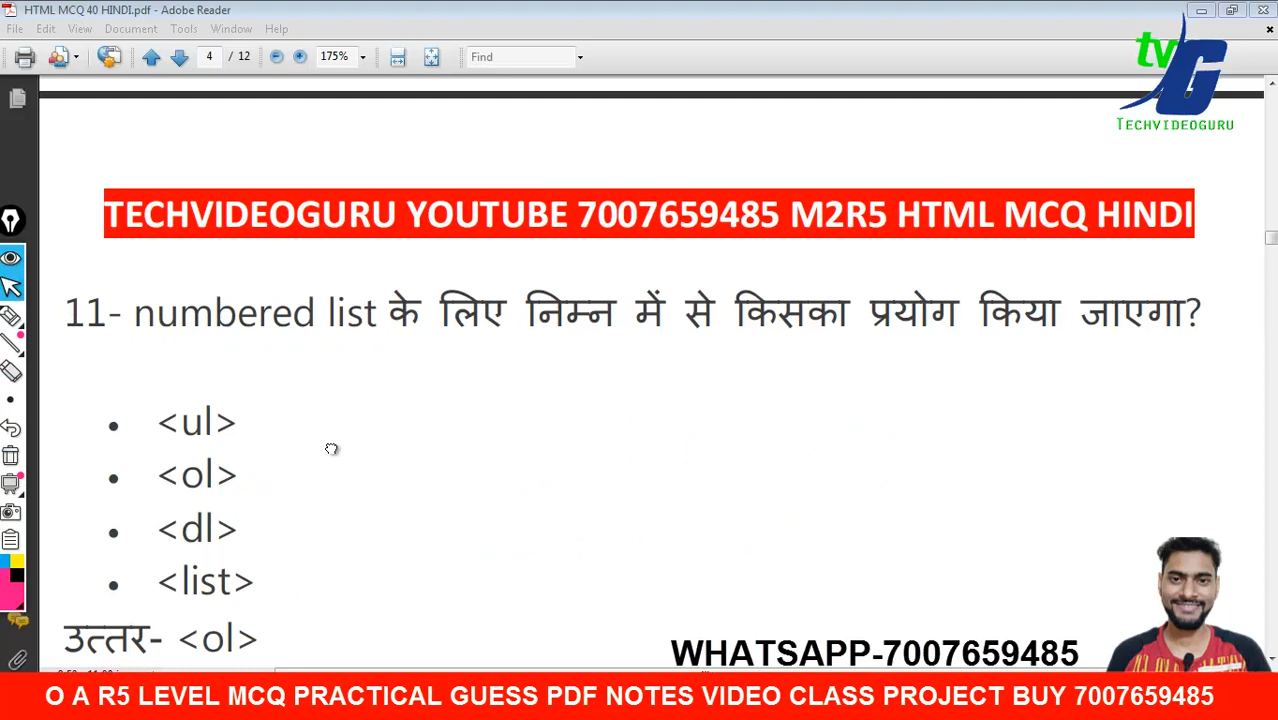 HTML MCQ 40 HINDI.pdf - Adobe Reader
File Edit View Document Tools Window Help
4 / 12 175% Find
tv G
TECHVIDEOGURU
TECHVIDEOGURU YOUTUBE 7007659485 M2R5 HTML MCQ HINDI
11- numbered list के लिए निम्न में से किसका प्रयोग किया जाएगा?
• <ul>
• <ol>
• <dl>
• <list>
उत्तर- <ol>
WHATSAPP-7007659485
O A R5 LEVEL MCQ PRACTICAL GUESS PDF NOTES VIDEO CLASS PROJECT BUY 7007659485